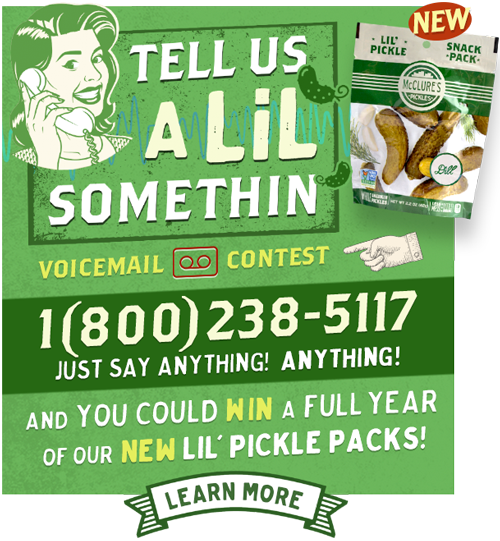 NEW
LIL'
PICKLE
SNACK
PACK
McCLURE'S
PICKLES
Dill
TELL US
A LiL
SOMETHIN
VOICEMAIL CONTEST
1(800)238-5117
JUST SAY ANYTHING! ANYTHING!
AND YOU COULD WIN A FULL YEAR
OF OUR NEW LIL' PICKLE PACKS!
LEARN MORE